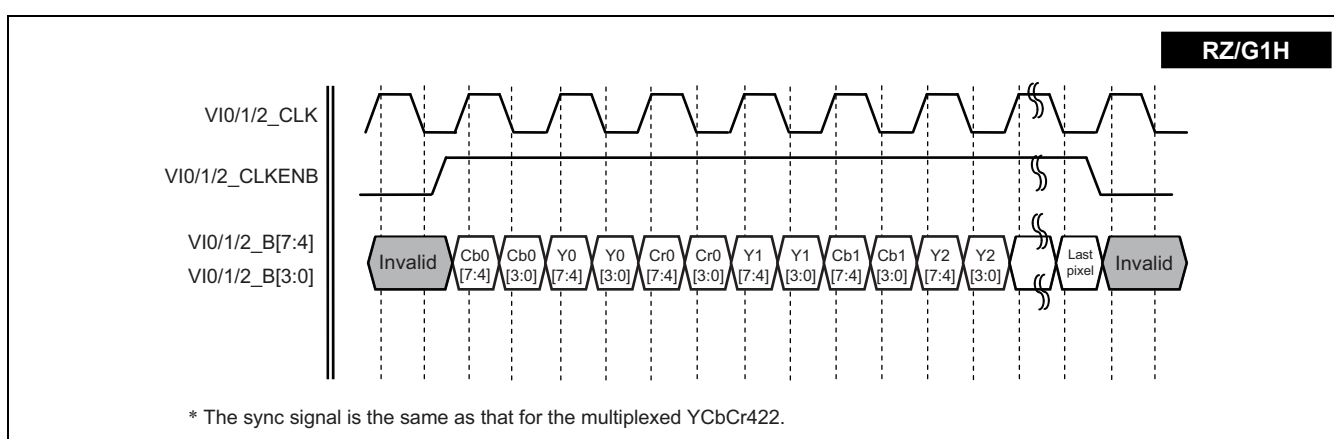 RZ/G1H
VI0/1/2_CLK
VI0/1/2_CLKENB
VI0/1/2_B[7:4]
VI0/1/2_B[3:0]
Invalid
Cb0
[7:4]
Cb0
[3:0]
Y0
[7:4]
Y0
[3:0]
Cr0
[7:4]
Cr0
[3:0]
Y1
[7:4]
Y1
[3:0]
Cb1
[7:4]
Cb1
[3:0]
Y2
[7:4]
Y2
[3:0]
Last
pixel
Invalid
* The sync signal is the same as that for the multiplexed YCbCr422.